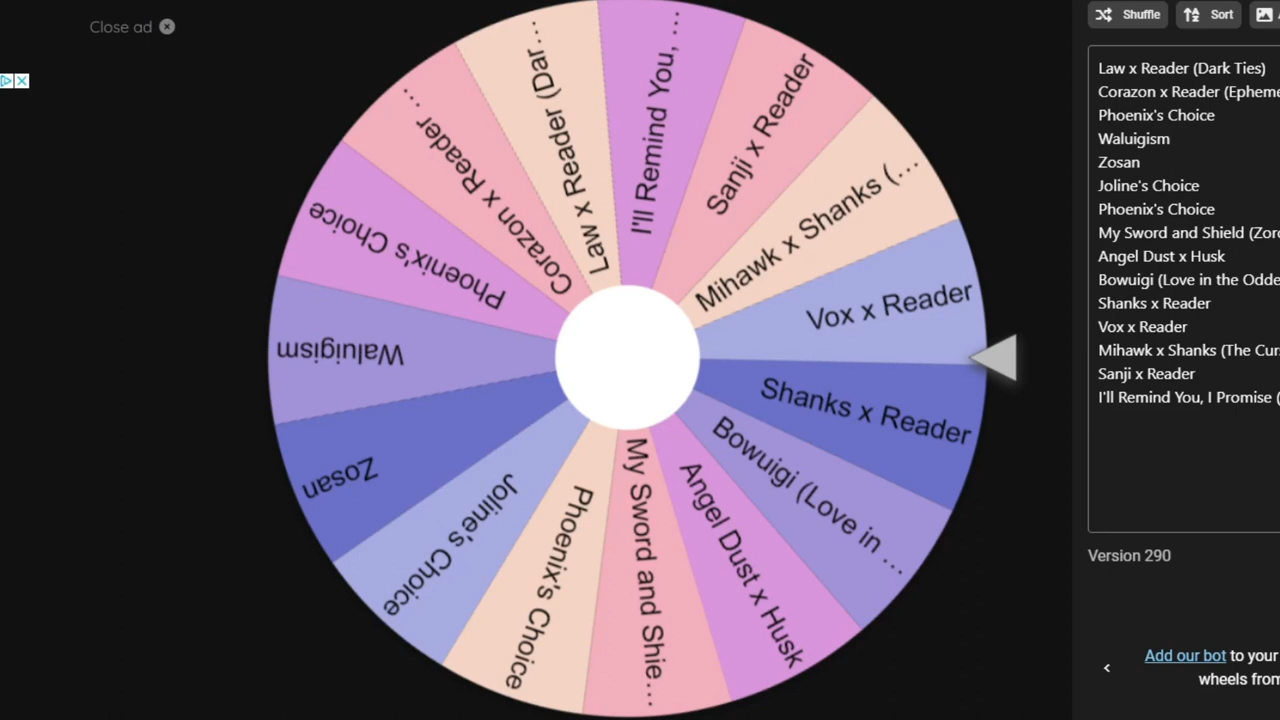 Close ad
Law x Reader (Dar...
I'll Remind You, ...
Sanji x Reader
Mihawk x Shanks (...
Vox x Reader
Shanks x Reader
Bowuigi (Love in ...
Angel Dust x Husk
My Sword and Shie...
Phoenix's Choice
Joline's Choice
Zosan
Waluigism
Phoenix's Choice
Corazon x Reader ...
Shuffle
Sort
Law x Reader (Dark Ties)
Corazon x Reader (Epheme
Phoenix's Choice
Waluigism
Zosan
Joline's Choice
Phoenix's Choice
My Sword and Shield (Zoro
Angel Dust x Husk
Bowuigi (Love in the Odde
Shanks x Reader
Vox x Reader
Mihawk x Shanks (The Cur
Sanji x Reader
I'll Remind You, I Promise (
Version 290
Add our bot to your
wheels from